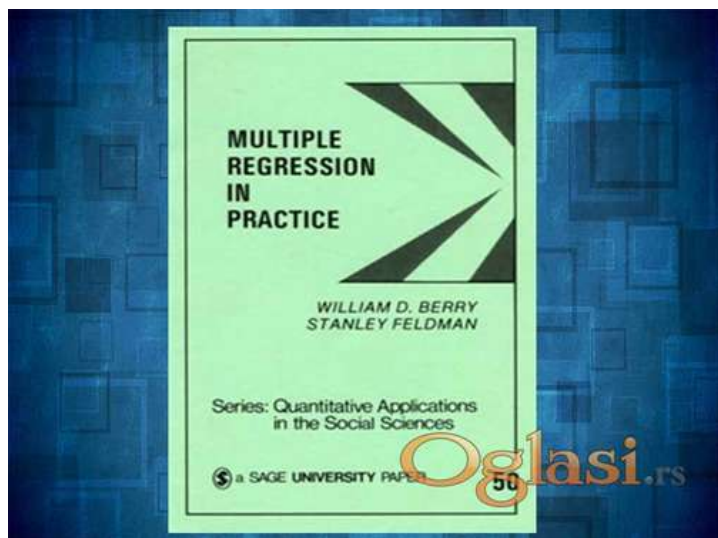 MULTIPLE
REGRESSION
IN
PRACTICE
WILLIAM D. BERRY
STANLEY FELDMAN
Series: Quantitative Applications
in the Social Sciences
S a SAGE UNIVERSITY PAPER
50
Oglasi.rs